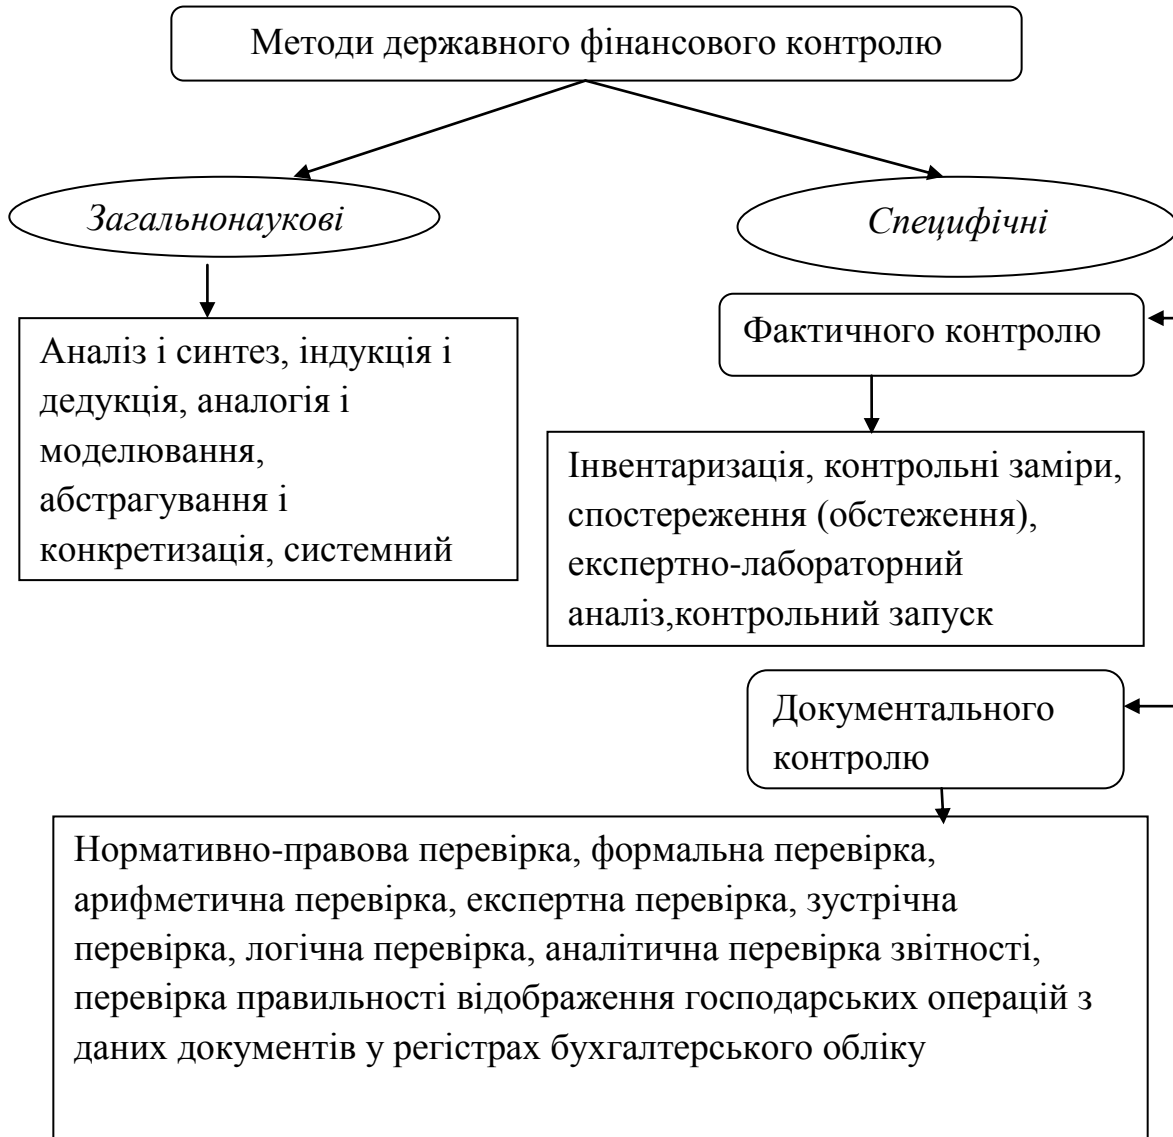 Методи державного фінансового контролю
Загальнонаукові
Специфічні
Фактичного контролю
Аналіз і синтез, індукція і
дедукція, аналогія і
моделювання,
абстрагування і
конкретизація, системний
Інвентаризація, контрольні заміри,
спостереження (обстеження),
експертно-лабораторний
аналіз,контрольний запуск
Документального
контролю
Нормативно-правова перевірка, формальна перевірка,
арифметична перевірка, експертна перевірка, зустрічна
перевірка, логічна перевірка, аналітична перевірка звітності,
перевірка правильності відображення господарських операцій з
даних документів у регістрах бухгалтерського обліку